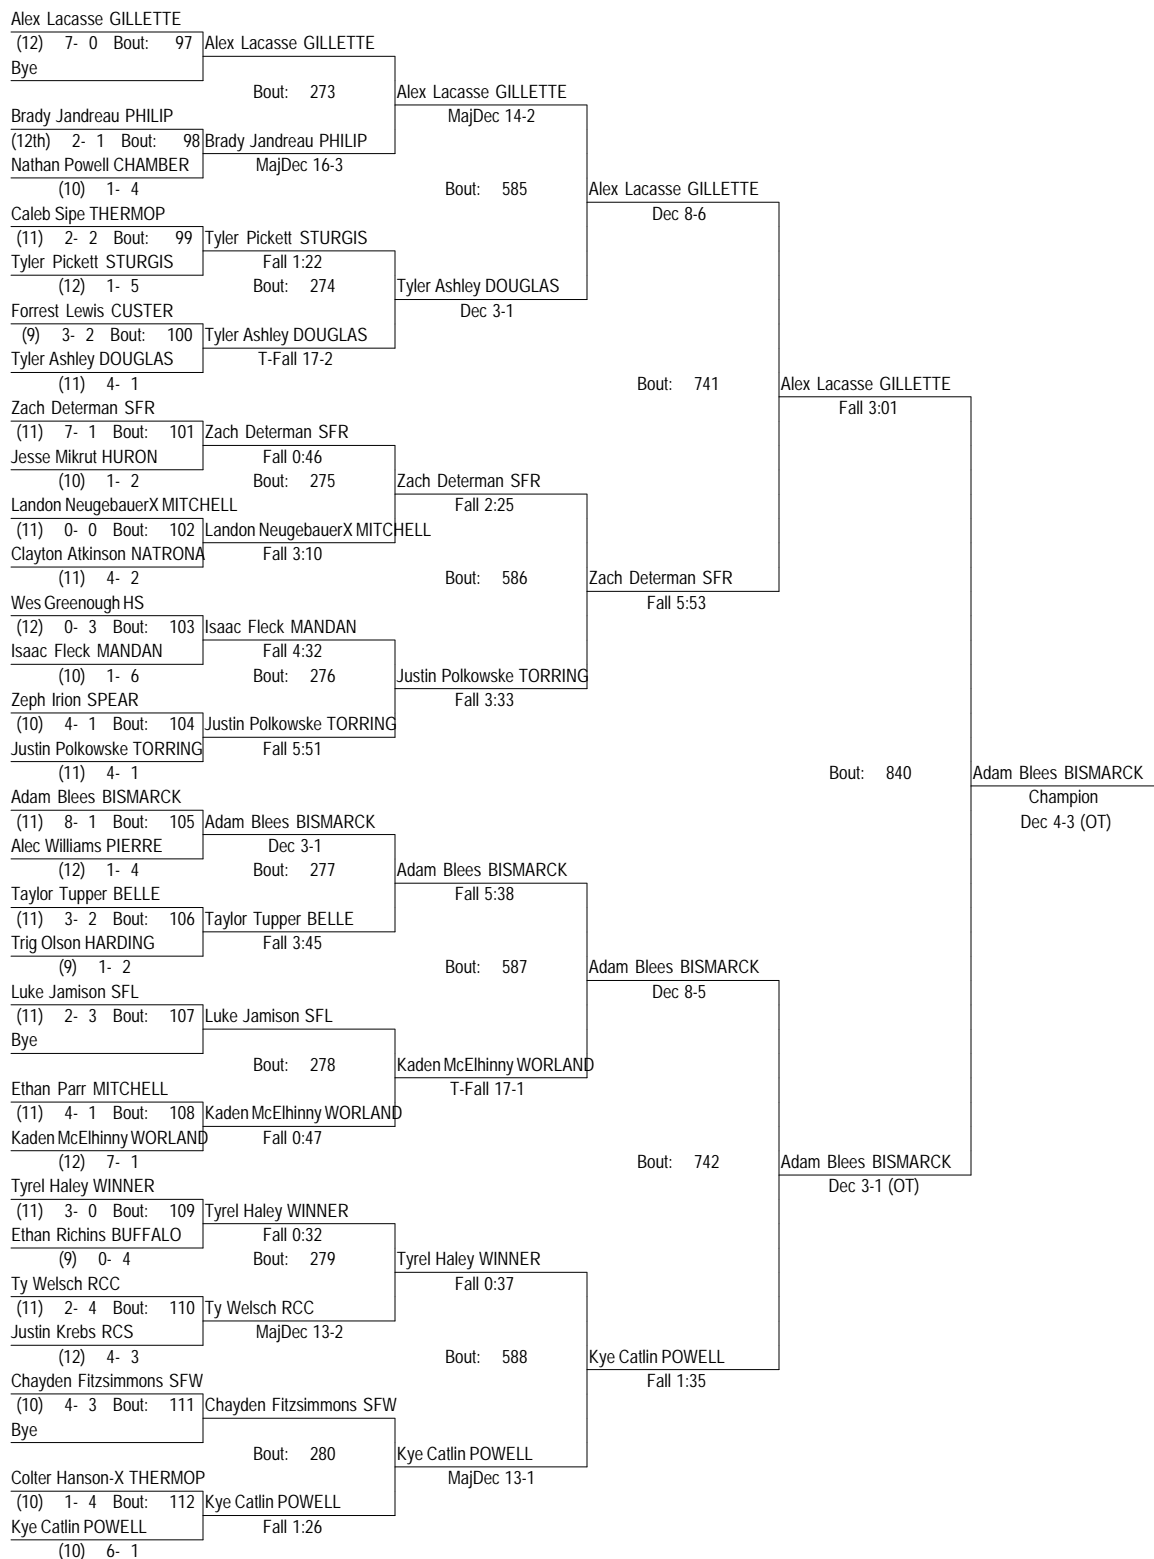 Alex Lacasse GILLETTE
(12) 7- 0 Bout: 97 Alex Lacasse GILLETTE
Bye
Bout: 273 Alex Lacasse GILLETTE
Brady Jandreau PHILIP MajDec 14-2
(12th) 2- 1 Bout: 98 Brady Jandreau PHILIP
Nathan Powell CHAMBER MajDec 16-3
(10) 1- 4 Bout: 585 Alex Lacasse GILLETTE
Caleb Sipe THERMOP Dec 8-6
(11) 2- 2 Bout: 99 Tyler Pickett STURGIS
Tyler Pickett STURGIS Fall 1:22
(12) 1- 5 Bout: 274 Tyler Ashley DOUGLAS
Forrest Lewis CUSTER Dec 3-1
(9) 3- 2 Bout: 100 Tyler Ashley DOUGLAS
Tyler Ashley DOUGLAS T-Fall 17-2
(11) 4- 1 Bout: 741 Alex Lacasse GILLETTE
Zach Determan SFR Fall 3:01
(11) 7- 1 Bout: 101 Zach Determan SFR
Jesse Mikrut HURON Fall 0:46
(10) 1- 2 Bout: 275 Zach Determan SFR
Landon NeugebauerX MITCHELL Fall 2:25
(11) 0- 0 Bout: 102 Landon NeugebauerX MITCHELL
Clayton Atkinson NATRONA Fall 3:10
(11) 4- 2 Bout: 586 Zach Determan SFR
Wes Greenough HS Fall 5:53
(12) 0- 3 Bout: 103 Isaac Fleck MANDAN
Isaac Fleck MANDAN Fall 4:32
(10) 1- 6 Bout: 276 Justin Polkowske TORRING
Zeph Irion SPEAR Fall 3:33
(10) 4- 1 Bout: 104 Justin Polkowske TORRING
Justin Polkowske TORRING Fall 5:51
(11) 4- 1 Bout: 840 Adam Blees BISMARCK
Adam Blees BISMARCK Champion
(11) 8- 1 Bout: 105 Adam Blees BISMARCK Dec 4-3 (OT)
Alec Williams PIERRE Dec 3-1
(12) 1- 4 Bout: 277 Adam Blees BISMARCK
Taylor Tupper BELLE Fall 5:38
(11) 3- 2 Bout: 106 Taylor Tupper BELLE
Trig Olson HARDING Fall 3:45
(9) 1- 2 Bout: 587 Adam Blees BISMARCK
Luke Jamison SFL Dec 8-5
(11) 2- 3 Bout: 107 Luke Jamison SFL
Bye
Bout: 278 Kaden McElhinny WORLAND
Ethan Parr MITCHELL T-Fall 17-1
(11) 4- 1 Bout: 108 Kaden McElhinny WORLAND
Kaden McElhinny WORLAND Fall 0:47
(12) 7- 1 Bout: 742 Adam Blees BISMARCK
Tyrel Haley WINNER Dec 3-1 (OT)
(11) 3- 0 Bout: 109 Tyrel Haley WINNER
Ethan Richins BUFFALO Fall 0:32
(9) 0- 4 Bout: 279 Tyrel Haley WINNER
Ty Welsch RCC Fall 0:37
(11) 2- 4 Bout: 110 Ty Welsch RCC
Justin Krebs RCS MajDec 13-2
(12) 4- 3 Bout: 588 Kye Catlin POWELL
Chayden Fitzsimmons SFW Fall 1:35
(10) 4- 3 Bout: 111 Chayden Fitzsimmons SFW
Bye
Bout: 280 Kye Catlin POWELL
Colter Hanson-X THERMOP MajDec 13-1
(10) 1- 4 Bout: 112 Kye Catlin POWELL
Kye Catlin POWELL Fall 1:26
(10) 6- 1